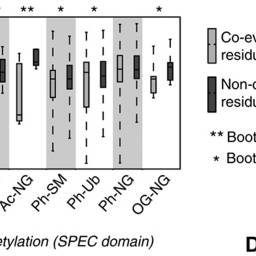 ** * * *
Co-ev
residu
Non-c
residu
** Boot
* Boot
Ac-NG Ph-SM Ph-Ub Ph-NG OG-NG
etylation (SPEC domain)
D